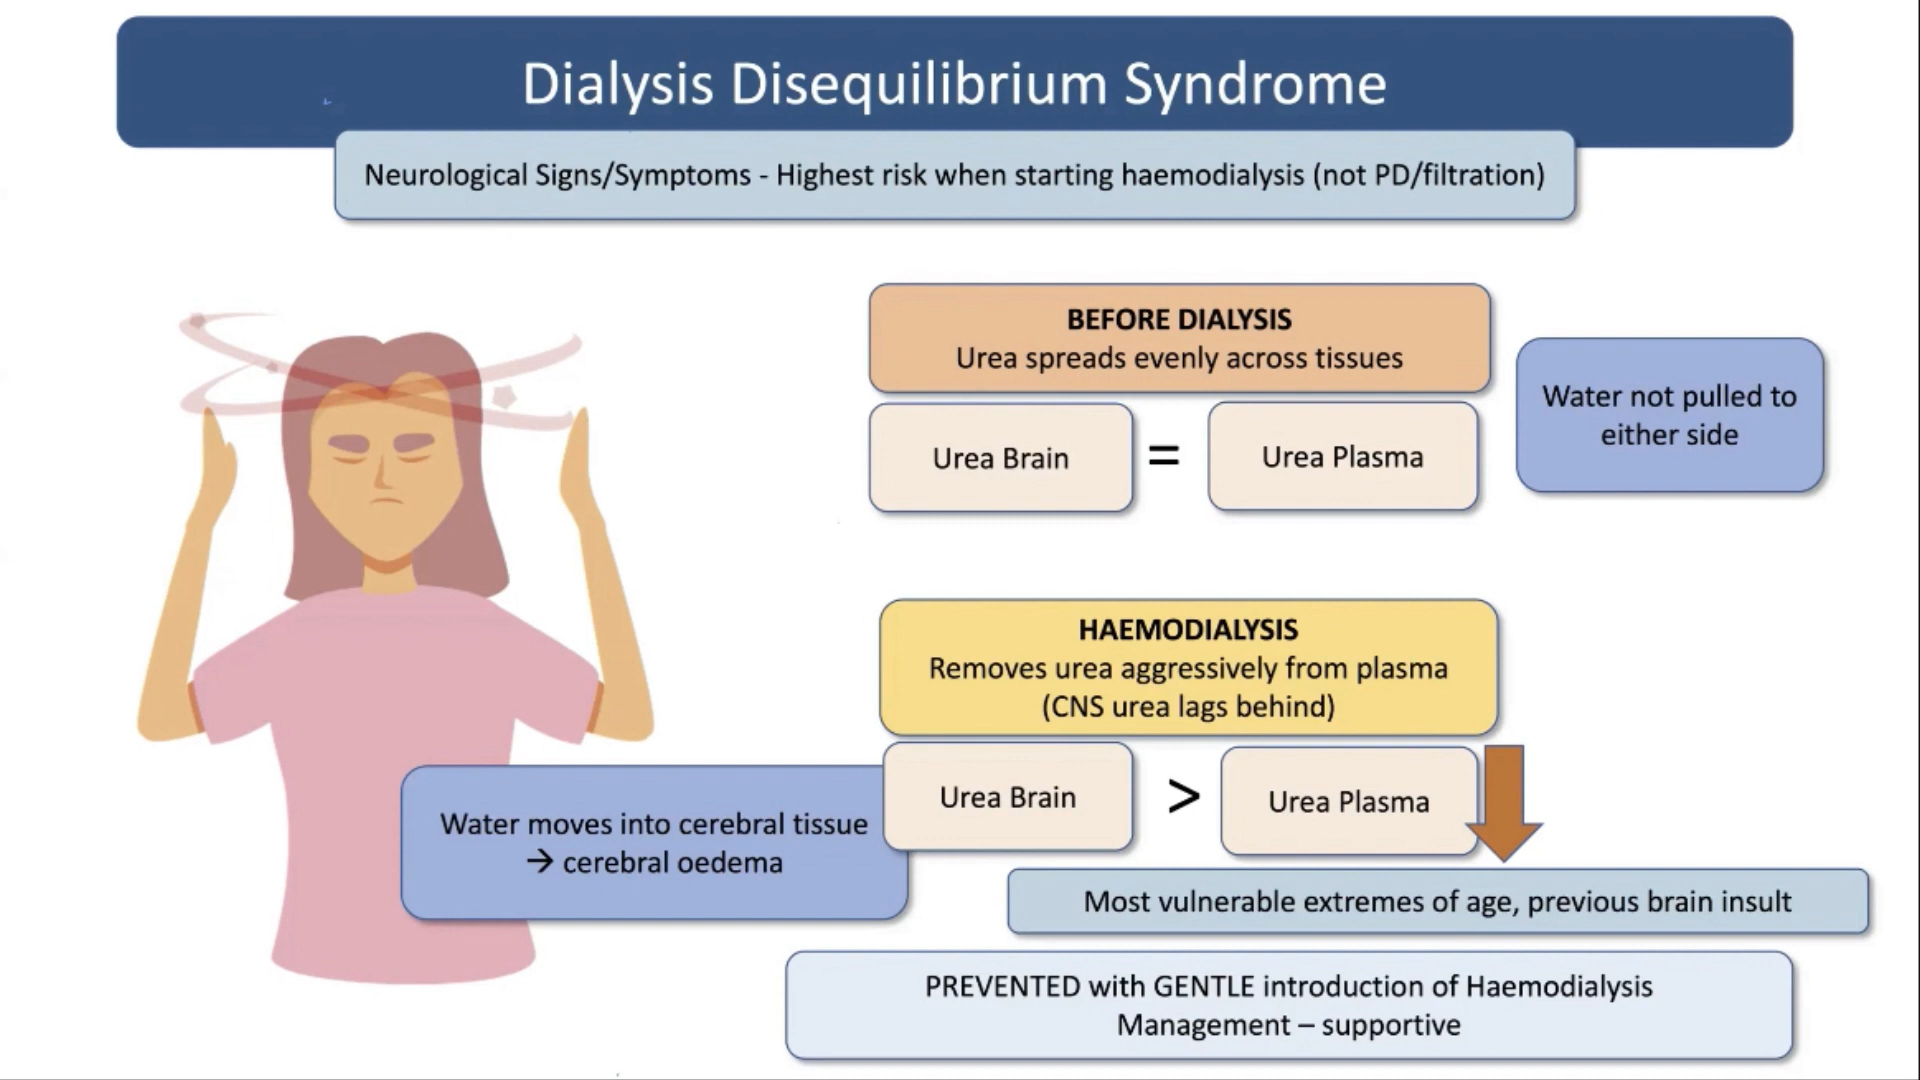 Dialysis Disequilibrium Syndrome
Neurological Signs/Symptoms - Highest risk when starting haemodialysis (not PD/filtration)
BEFORE DIALYSIS
Urea spreads evenly across tissues
Urea Brain
=
Urea Plasma
Water not pulled to
either side
HAEMODIALYSIS
Removes urea aggressively from plasma
(CNS urea lags behind)
Urea Brain
>
Urea Plasma
Water moves into cerebral tissue
→ cerebral oedema
Most vulnerable extremes of age, previous brain insult
PREVENTED with GENTLE introduction of Haemodialysis
Management – supportive